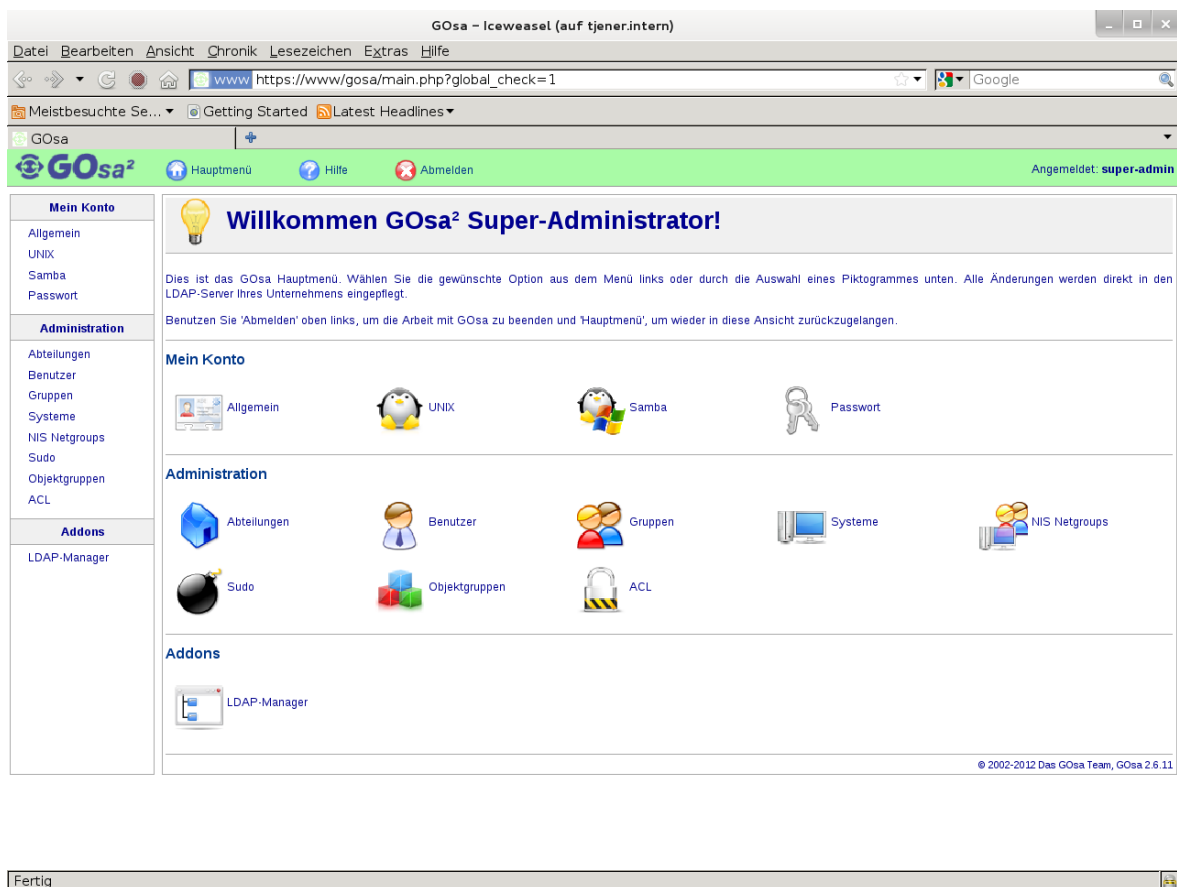 GOsa – Iceweasel (auf tjener.intern)
Datei Bearbeiten Ansicht Chronik Lesezeichen Extras Hilfe
www https://www/gosa/main.php?global_check=1 Google
Meistbesuchte Se... Getting Started Latest Headlines
GOsa
GOsa² Hauptmenü Hilfe Abmelden Angemeldet: super-admin
Mein Konto
Allgemein
UNIX
Samba
Passwort
Administration
Abteilungen
Benutzer
Gruppen
Systeme
NIS Netgroups
Sudo
Objektgruppen
ACL
Addons
LDAP-Manager
Willkommen GOsa² Super-Administrator!
Dies ist das GOsa Hauptmenü. Wählen Sie die gewünschte Option aus dem Menü links oder durch die Auswahl eines Piktogrammes unten. Alle Änderungen werden direkt in den
LDAP-Server Ihres Unternehmens eingepflegt.
Benutzen Sie 'Abmelden' oben links, um die Arbeit mit GOsa zu beenden und 'Hauptmenü', um wieder in diese Ansicht zurückzugelangen.
Mein Konto
Allgemein UNIX Samba Passwort
Administration
Abteilungen Benutzer Gruppen Systeme NIS Netgroups
Sudo Objektgruppen ACL
Addons
LDAP-Manager
© 2002-2012 Das GOsa Team, GOsa 2.6.11
Fertig